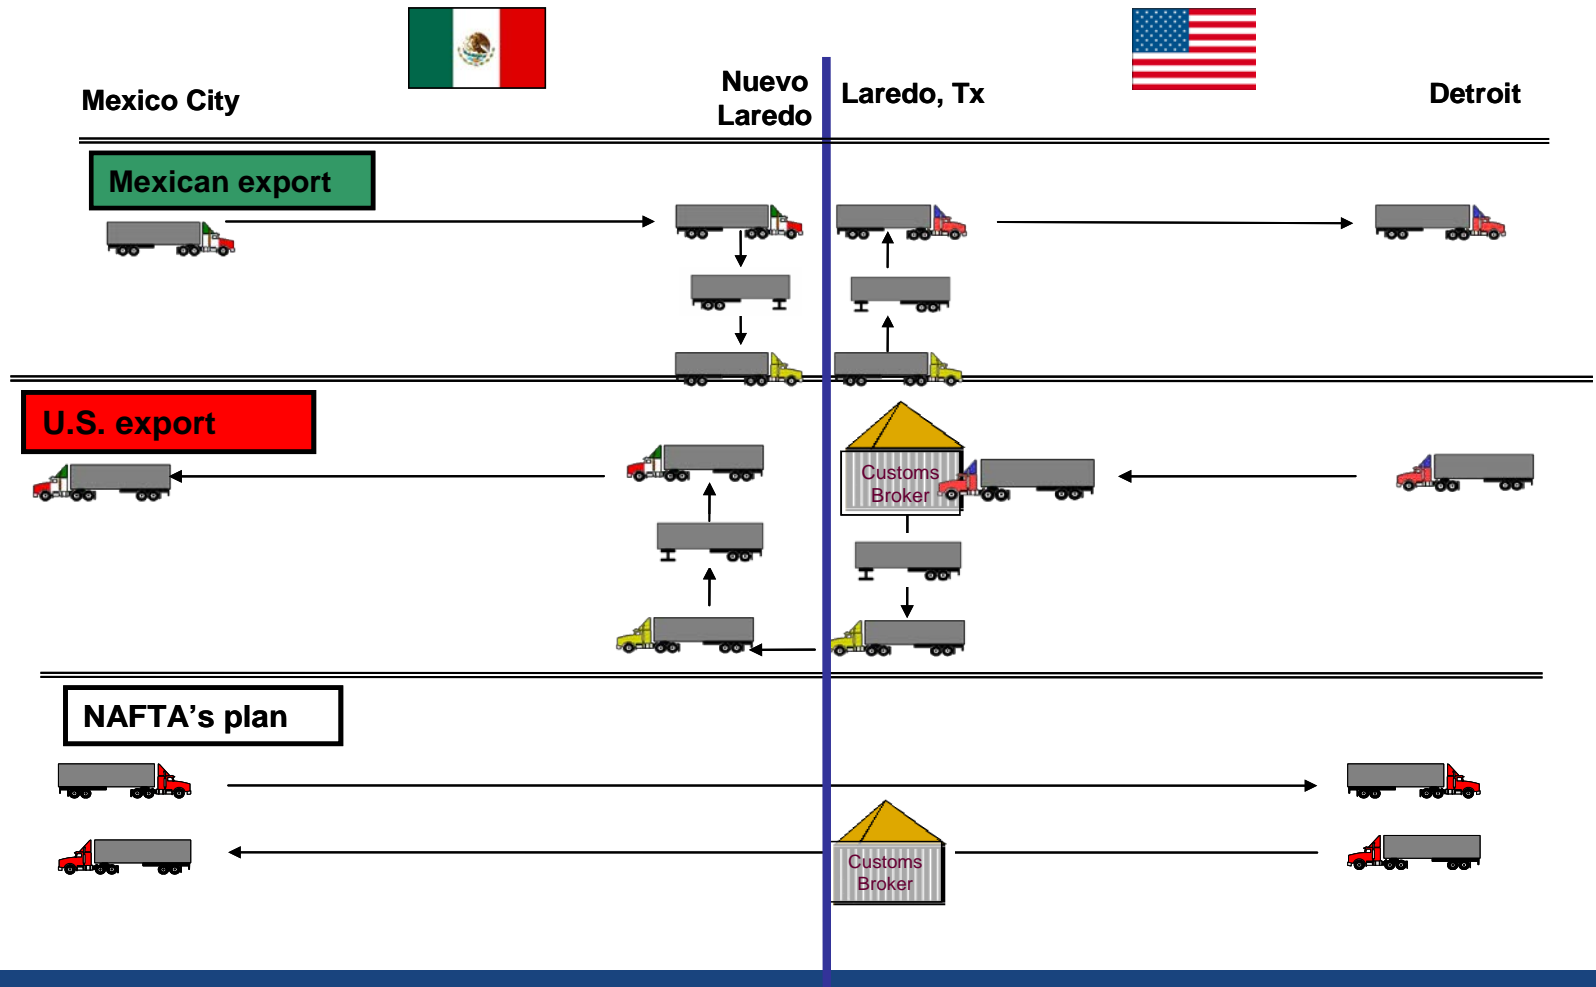 Mexico City
Nuevo
Laredo
Laredo, Tx
Detroit
Mexican export
U.S. export
Customs
Broker
NAFTA’s plan
Customs
Broker